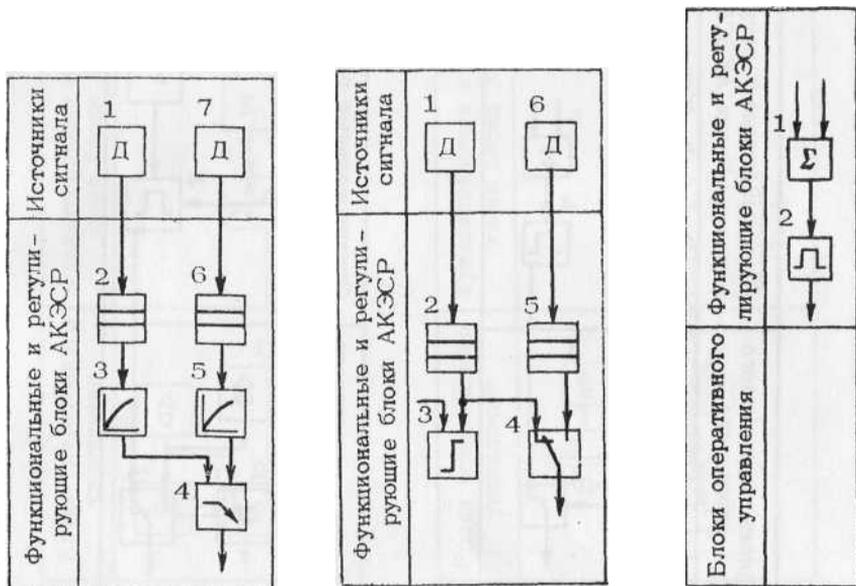 Источники
сигнала
1 7
Д Д
Функциональные и регули-
рующие блоки АКЭСР
2 6
3 5
4
Источники
сигнала
1 6
Д Д
Функциональные и регули-
рующие блоки АКЭСР
2 5
3 4
Функциональные и регу-
лирующие блоки АКЭСР
1
Σ
2
Блоки оперативного
управления